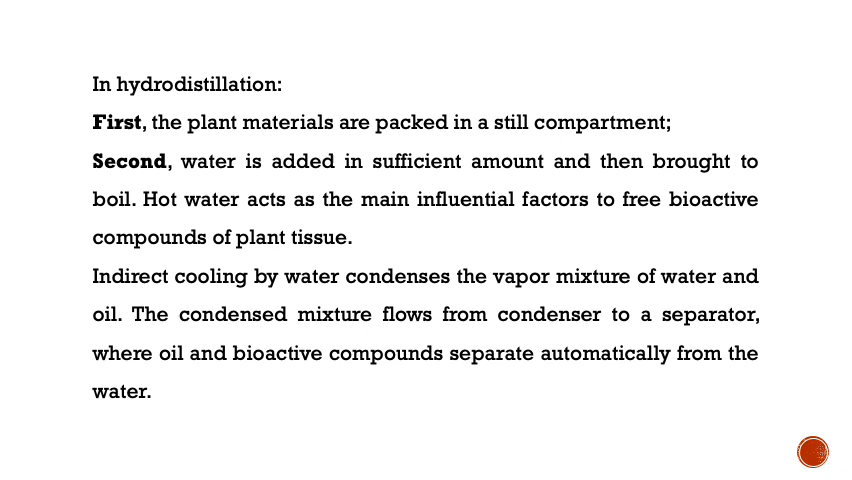 In hydrodistillation:
First, the plant materials are packed in a still compartment;
Second, water is added in sufficient amount and then brought to
boil. Hot water acts as the main influential factors to free bioactive
compounds of plant tissue.
Indirect cooling by water condenses the vapor mixture of water and
oil. The condensed mixture flows from condenser to a separator,
where oil and bioactive compounds separate automatically from the
water.